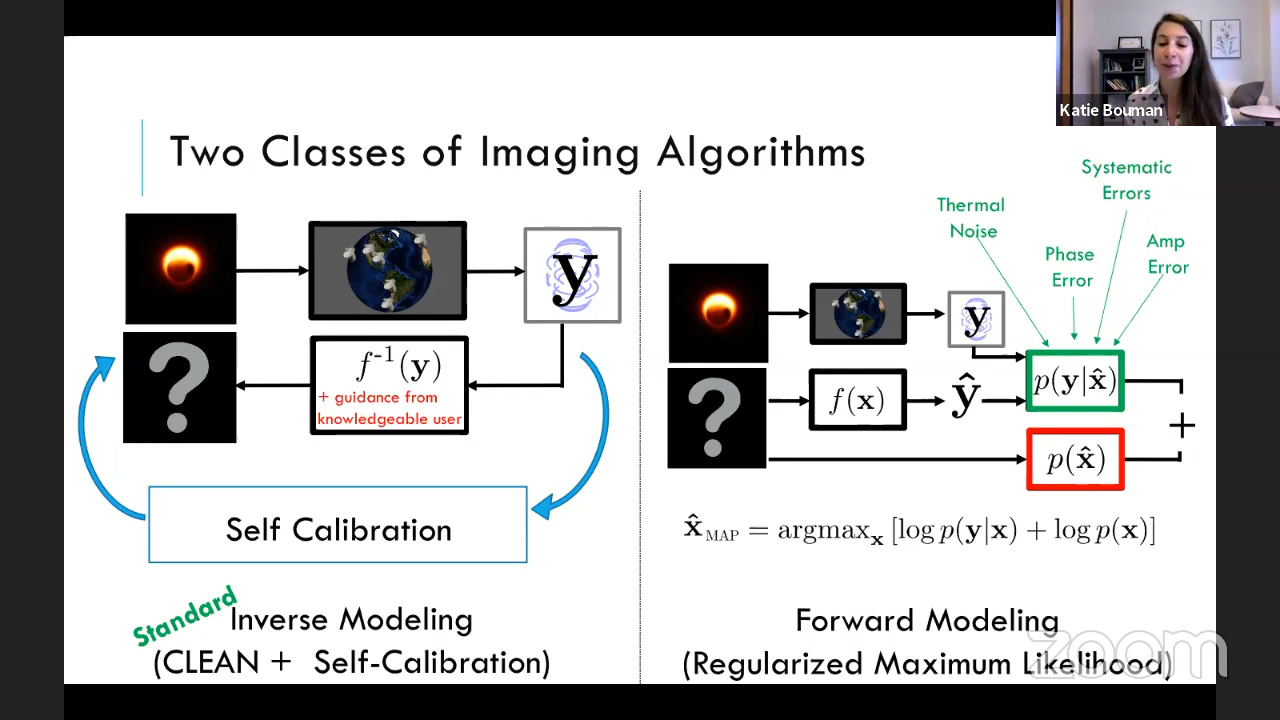 Katie Bouman
Two Classes of Imaging Algorithms
y
?
f⁻¹(y)
+ guidance from
knowledgeable user
Self Calibration
Standard
Inverse Modeling
(CLEAN + Self-Calibration)
Systematic
Errors
Thermal
Noise
Phase
Error
Amp
Error
y
?
f(x)
ŷ
p(y|x̂)
+
p(x̂)
x̂ MAP = argmaxₓ [log p(y|x) + log p(x)]
Forward Modeling
(Regularized Maximum Likelihood)
zoom